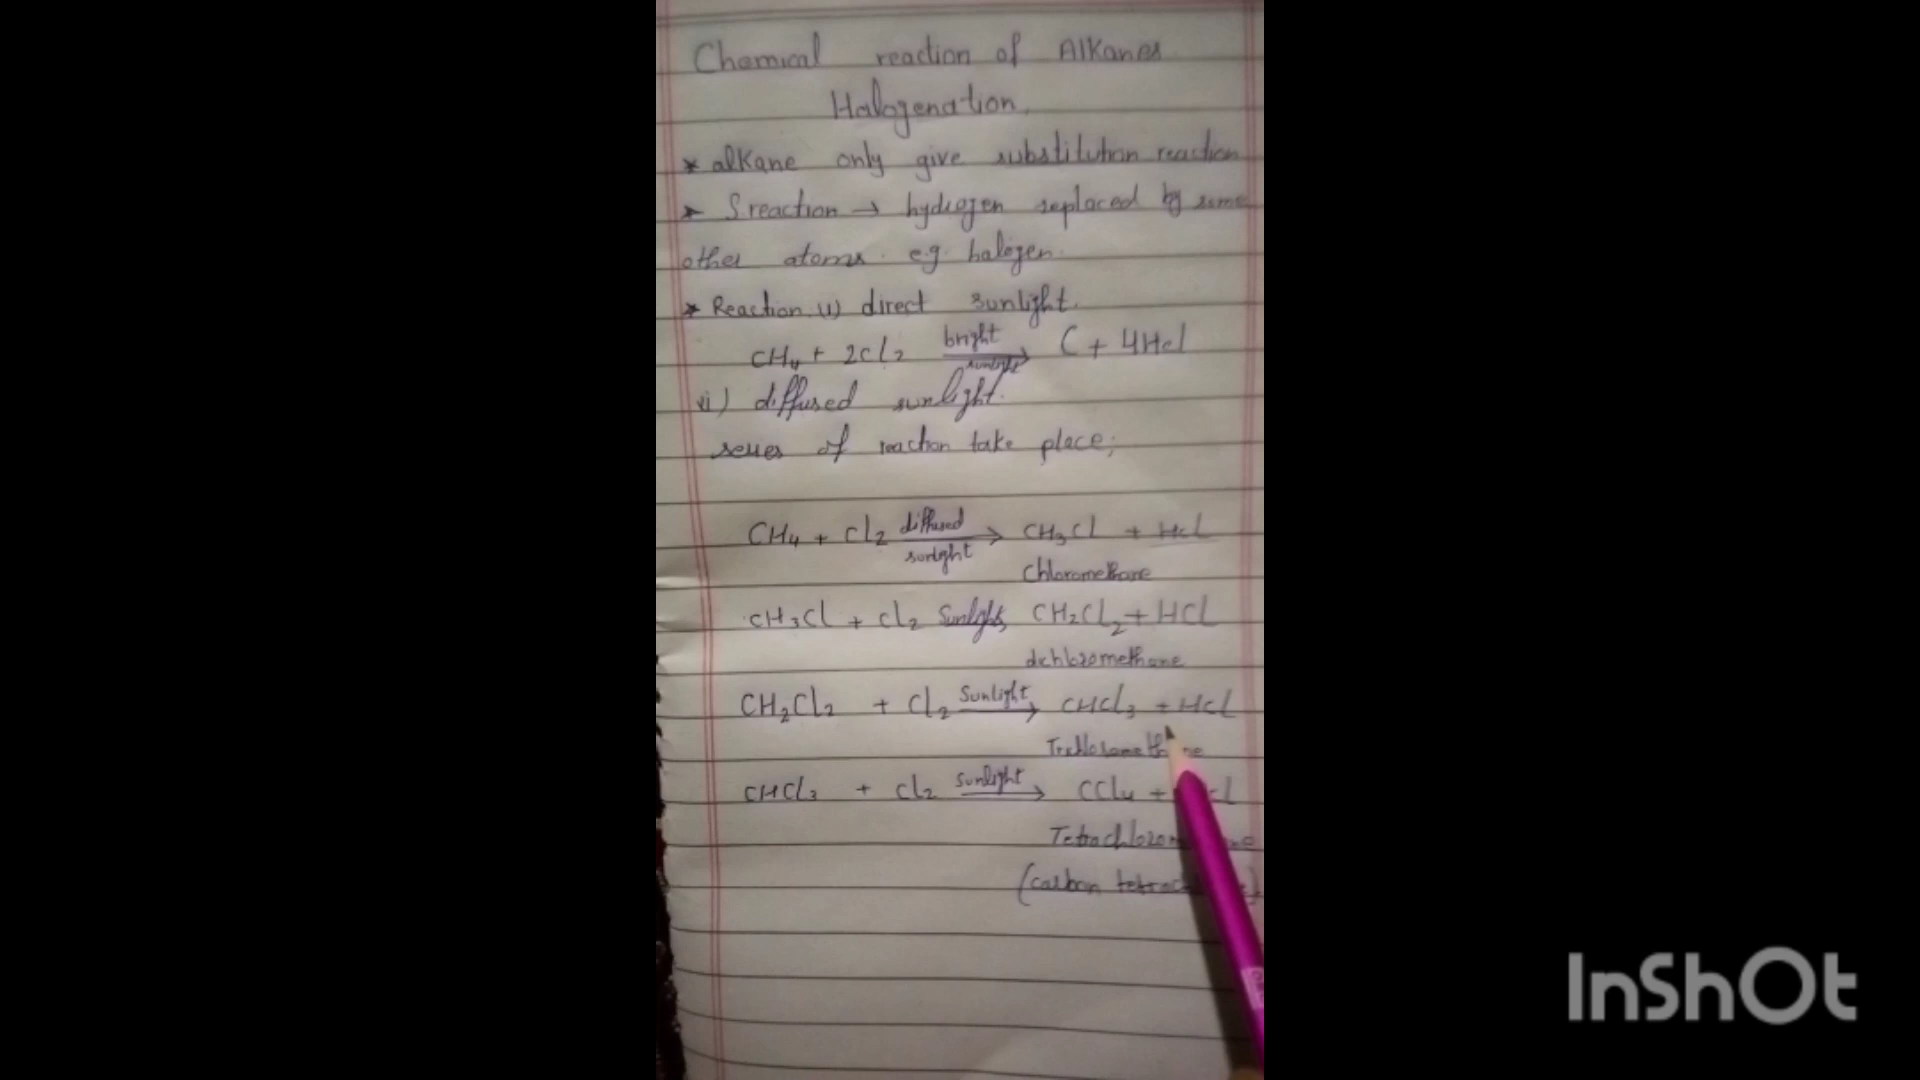 Chemical reaction of Alkanes
Halogenation.
* alkane only give substitution reaction
* S.reaction → hydrogen replaced by some
other atoms. e.g. halogen.
* Reaction. (i) direct sunlight.
CH4 + 2Cl2 bright sunlight → C + 4Hcl
ii) diffused sunlight.
series of reaction take place;
CH4 + Cl2 diffused sunlight → CH3Cl + Hcl
Chloromethane
CH3Cl + Cl2 Sunlight, CH2Cl2 + HCl
dichloromethane
CH2Cl2 + Cl2 Sunlight → CHCl3 + HCl
CHCl3 + Cl2 sunlight → CCl4 +
(carbon
InShOt